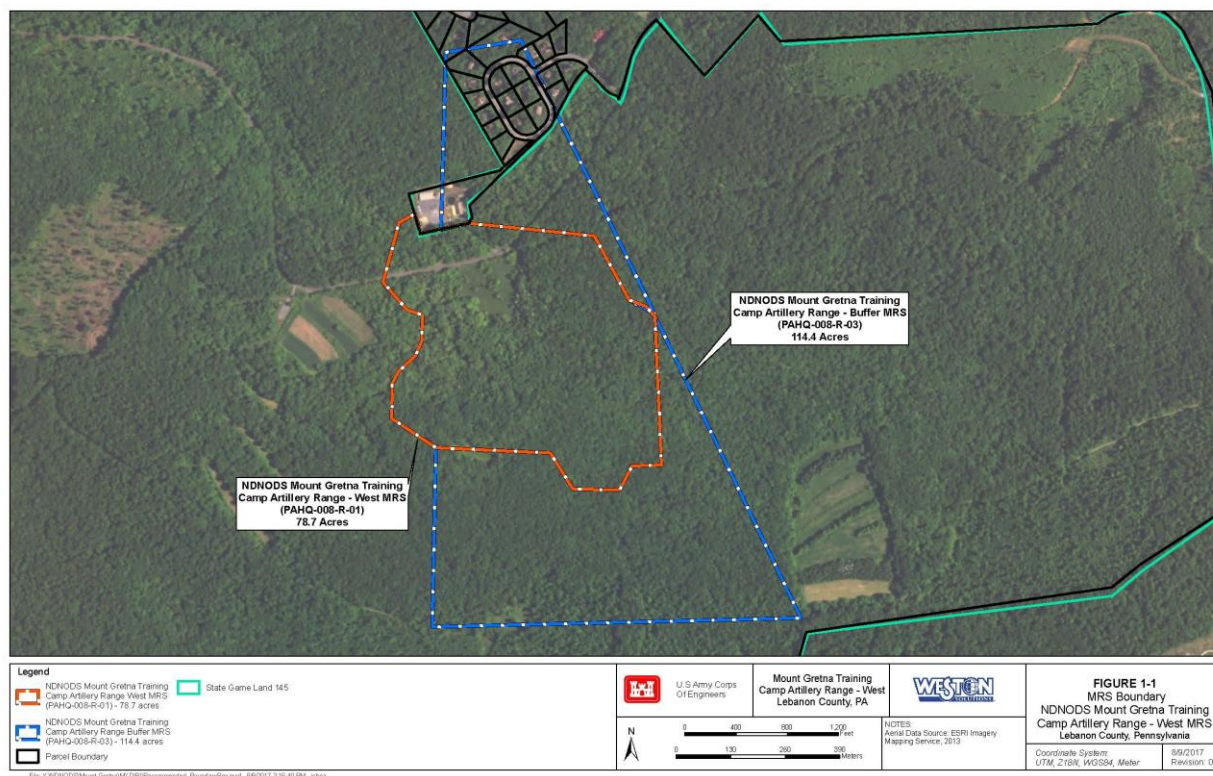 NDNODS Mount Gretna Training
Camp Artillery Range - Buffer MRS
(PAHQ-008-R-03)
114.4 Acres
NDNODS Mount Gretna Training
Camp Artillery Range - West MRS
(PAHQ-008-R-01)
78.7 Acres
Legend
NDNODS Mount Gretna Training
Camp Artillery Range West MRS
(PAHQ-008-R-01) - 78.7 acres
NDNODS Mount Gretna Training
Camp Artillery Range Buffer MRS
(PAHQ-008-R-03) - 114.4 acres
Parcel Boundary
State Game Land 145
U.S Army Corps
Of Engineers
Mount Gretna Training
Camp Artillery Range - West
Lebanon County, PA
WESTON
SOLUTIONS
N
0 400 800 1,200
Feet
0 130 260 390
Meters
NOTES:
Aerial Data Source: ESRI Imagery
Mapping Service, 2013
FIGURE 1-1
MRS Boundary
NDNODS Mount Gretna Training
Camp Artillery Range - West MRS
Lebanon County, Pennsylvania
Coordinate System:
UTM, Z18N, WGS84, Meter
8/9/2017
Revision: 0